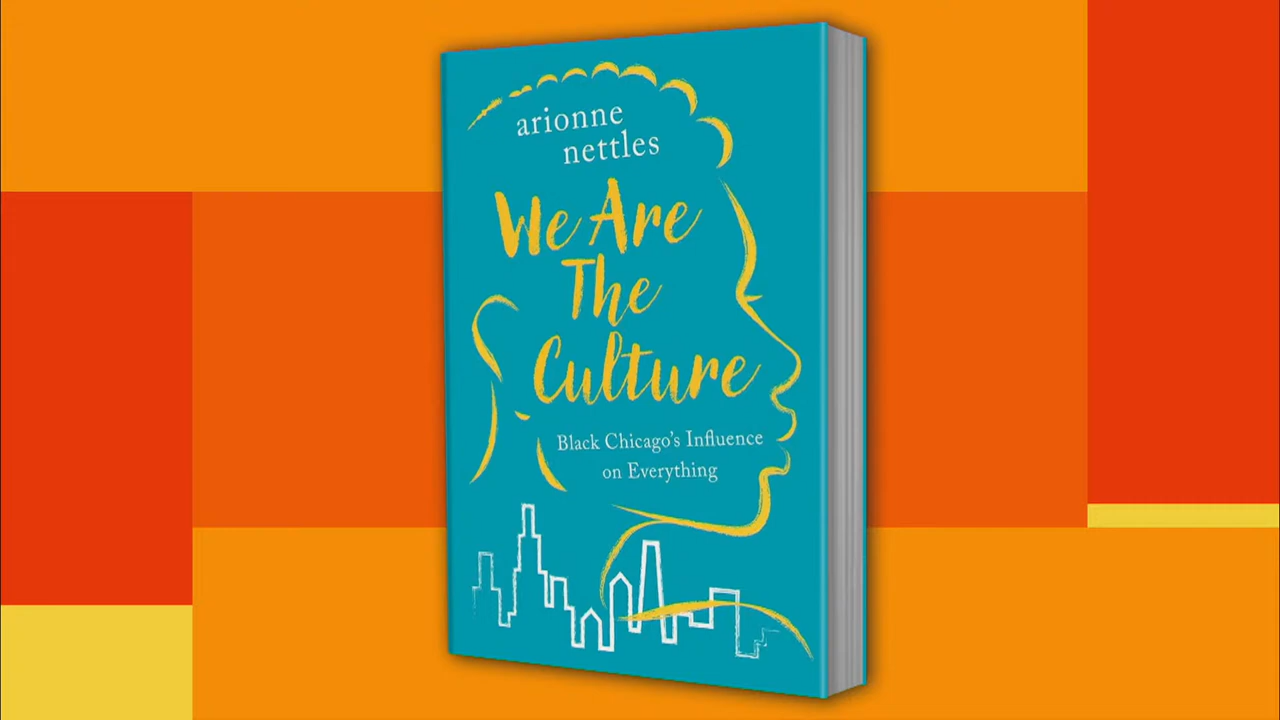 arionne
nettles
We Are
The
Culture
Black Chicago's Influence
on Everything